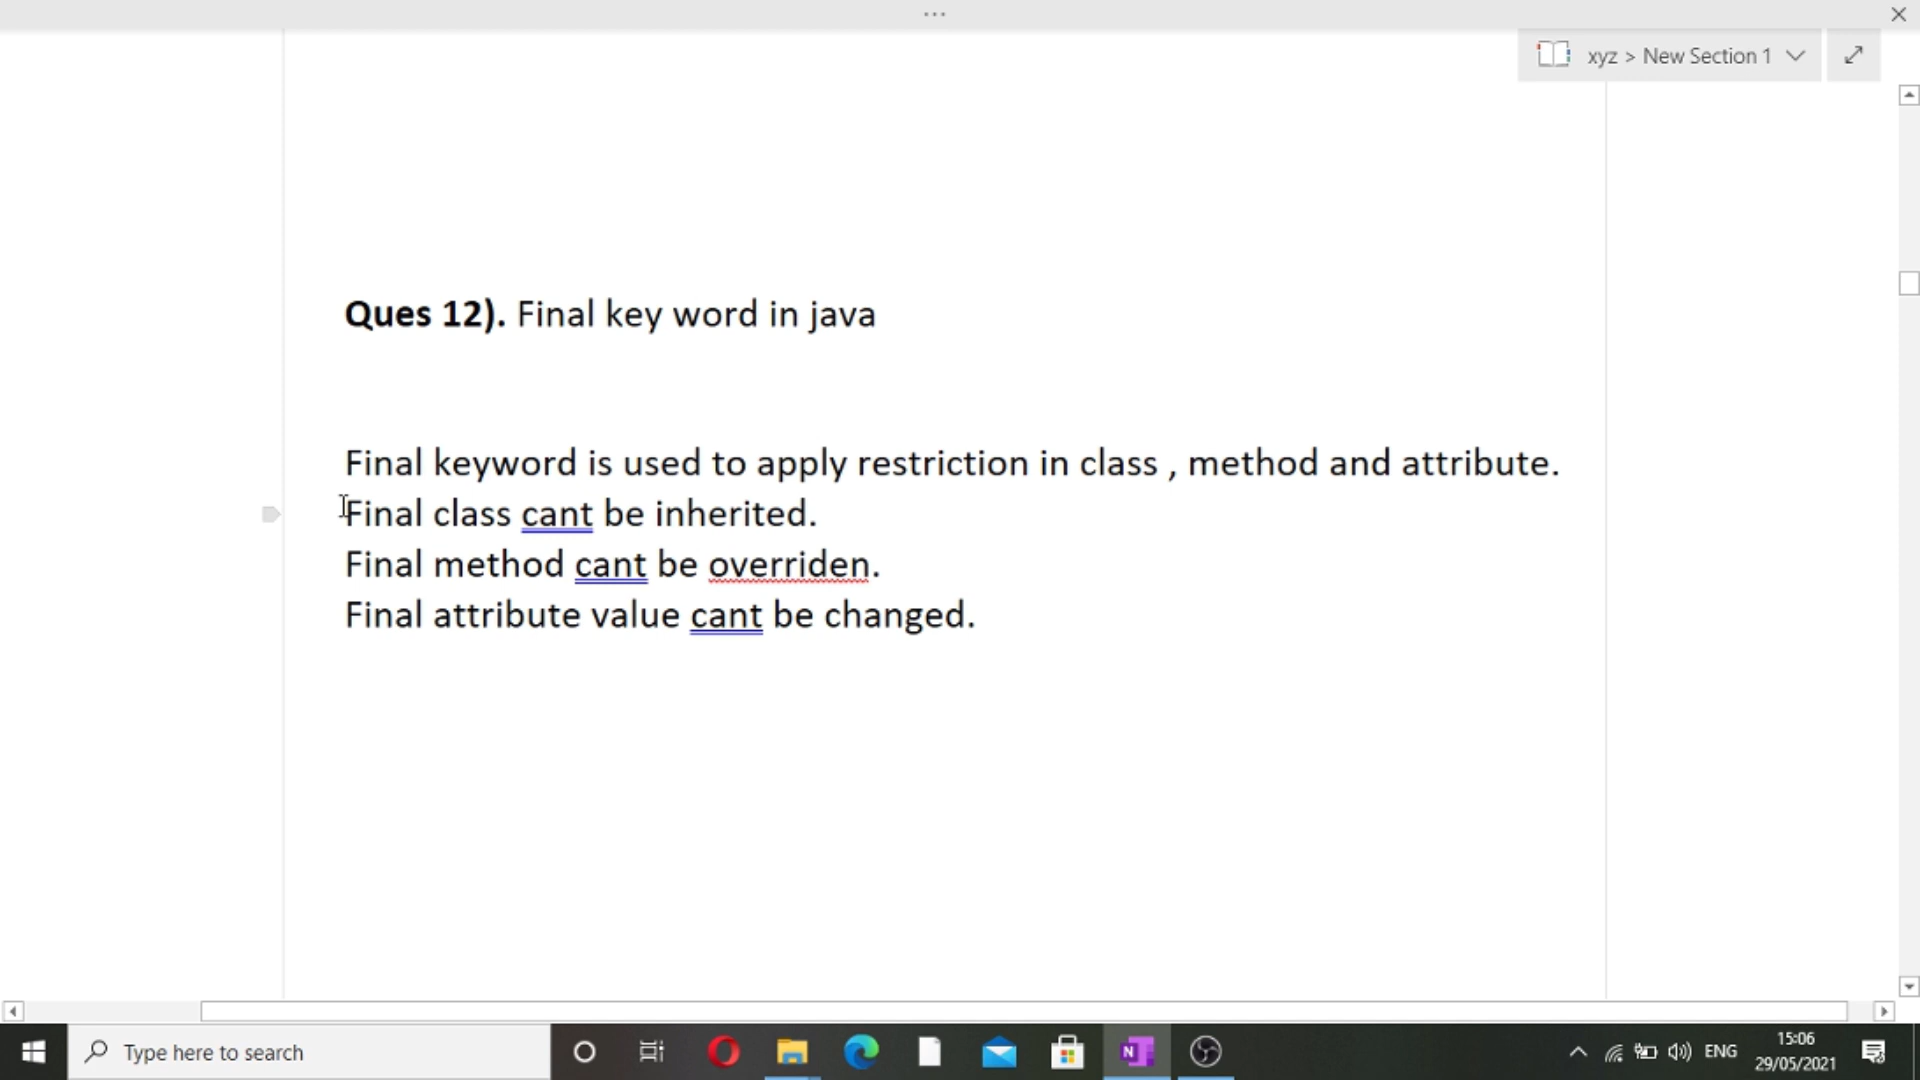 xyz > New Section 1
Ques 12). Final key word in java
Final keyword is used to apply restriction in class , method and attribute.
Final class cant be inherited.
Final method cant be overriden.
Final attribute value cant be changed.
Type here to search
N
ENG
15:06
29/05/2021